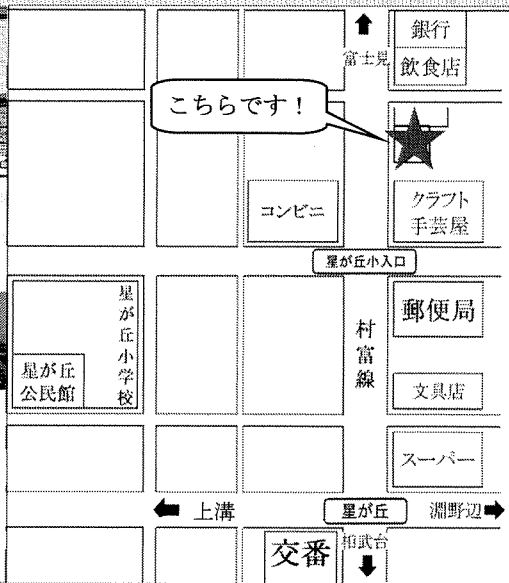 銀行
富士見
飲食店
こちらです！
コンビニ
クラフト
手芸屋
星が丘小入口
星が丘小学校
郵便局
村富線
星が丘
公民館
文具店
スーパー
上溝
星が丘
淵野辺
交番
相武台